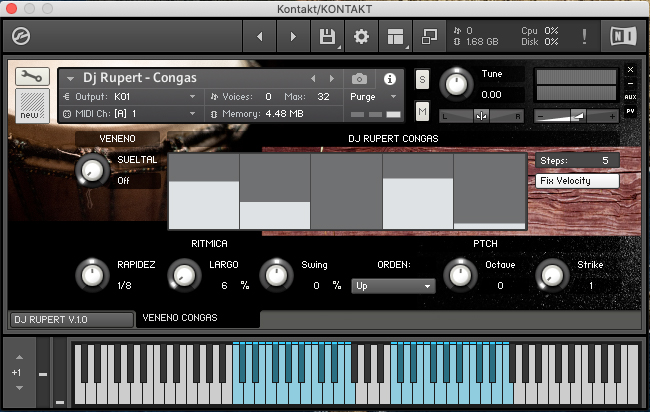 Kontakt/KONTAKT
0
1.68 GB
Cpu 0%
Disk 0%
!
NI
Dj Rupert - Congas
i
Output: K01
Voices: 0 Max: 32
Purge
MIDI Ch: [A] 1
Memory: 4.48 MB
new
S
M
Tune
0.00
L R
- +
×
-
AUX
PV
VENENO
DJ RUPERT CONGAS
SUELTAL
Off
Steps: 5
Fix Velocity
RITMICA
PTCH
RAPIDEZ
1/8
LARGO
6 %
Swing
0 %
ORDEN:
Up
Octave
0
Strike
1
DJ RUPERT V.1.0
VENENO CONGAS
+1